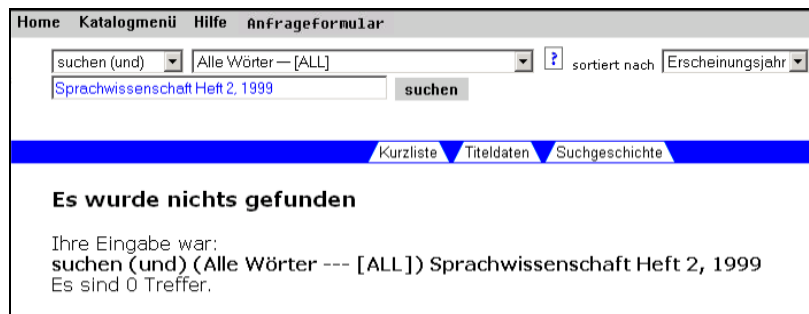 Home Katalogmenü Hilfe Anfrageformular
suchen (und) Alle Wörter — [ALL] ? sortiert nach Erscheinungsjahr
Sprachwissenschaft Heft 2, 1999 suchen
Kurzliste Titeldaten Suchgeschichte
Es wurde nichts gefunden
Ihre Eingabe war:
suchen (und) (Alle Wörter --- [ALL]) Sprachwissenschaft Heft 2, 1999
Es sind 0 Treffer.